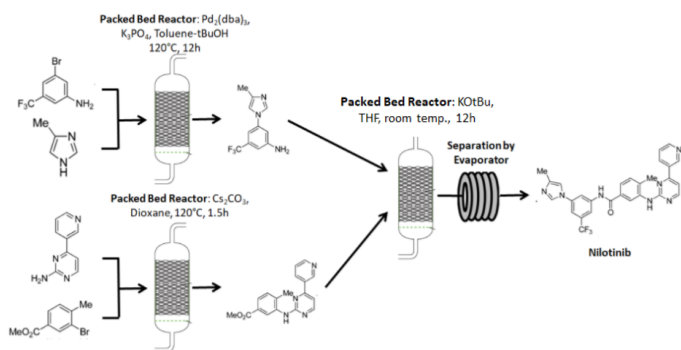 Packed Bed Reactor: Pd₂(dba)₃,
K₃PO₄, Toluene-tBuOH
120°C, 12h
Br
F₃C
NH₂
Me
N
N
H
Me
N
N
F₃C
NH₂
Packed Bed Reactor: KOtBu,
THF, room temp., 12h
Separation by
Evaporator
Packed Bed Reactor: Cs₂CO₃,
Dioxane, 120°C, 1.5h
N
N
H₂N
N
Me
MeO₂C
Br
N
Me
N
MeO₂C
N
H
N
Me
N
N
CF₃
H
N
O
Me
N
H
N
N
N
Nilotinib